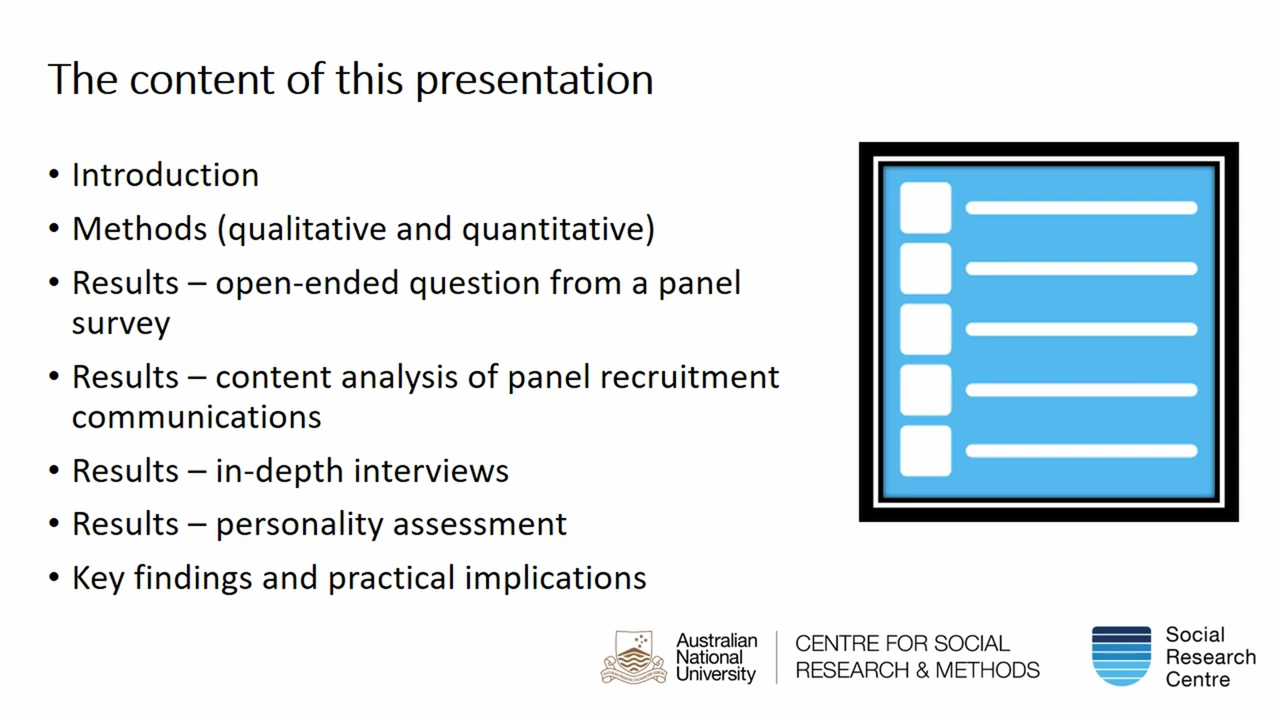 The content of this presentation
• Introduction
• Methods (qualitative and quantitative)
• Results – open-ended question from a panel
survey
• Results – content analysis of panel recruitment
communications
• Results – in-depth interviews
• Results – personality assessment
• Key findings and practical implications
Australian
National
University
CENTRE FOR SOCIAL
RESEARCH & METHODS
Social
Research
Centre